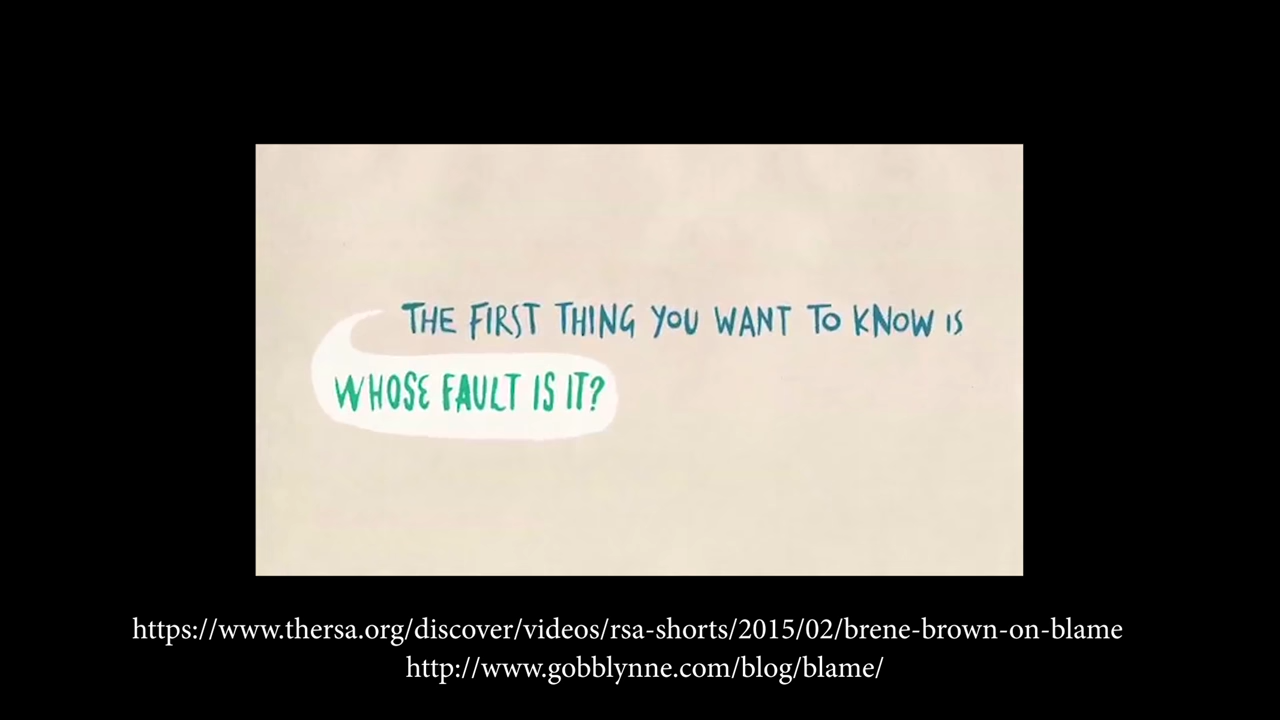 THE FIRST THING YOU WANT TO KNOW IS
WHOSE FAULT IS IT?
https://www.thersa.org/discover/videos/rsa-shorts/2015/02/brene-brown-on-blame
http://www.gobblynne.com/blog/blame/